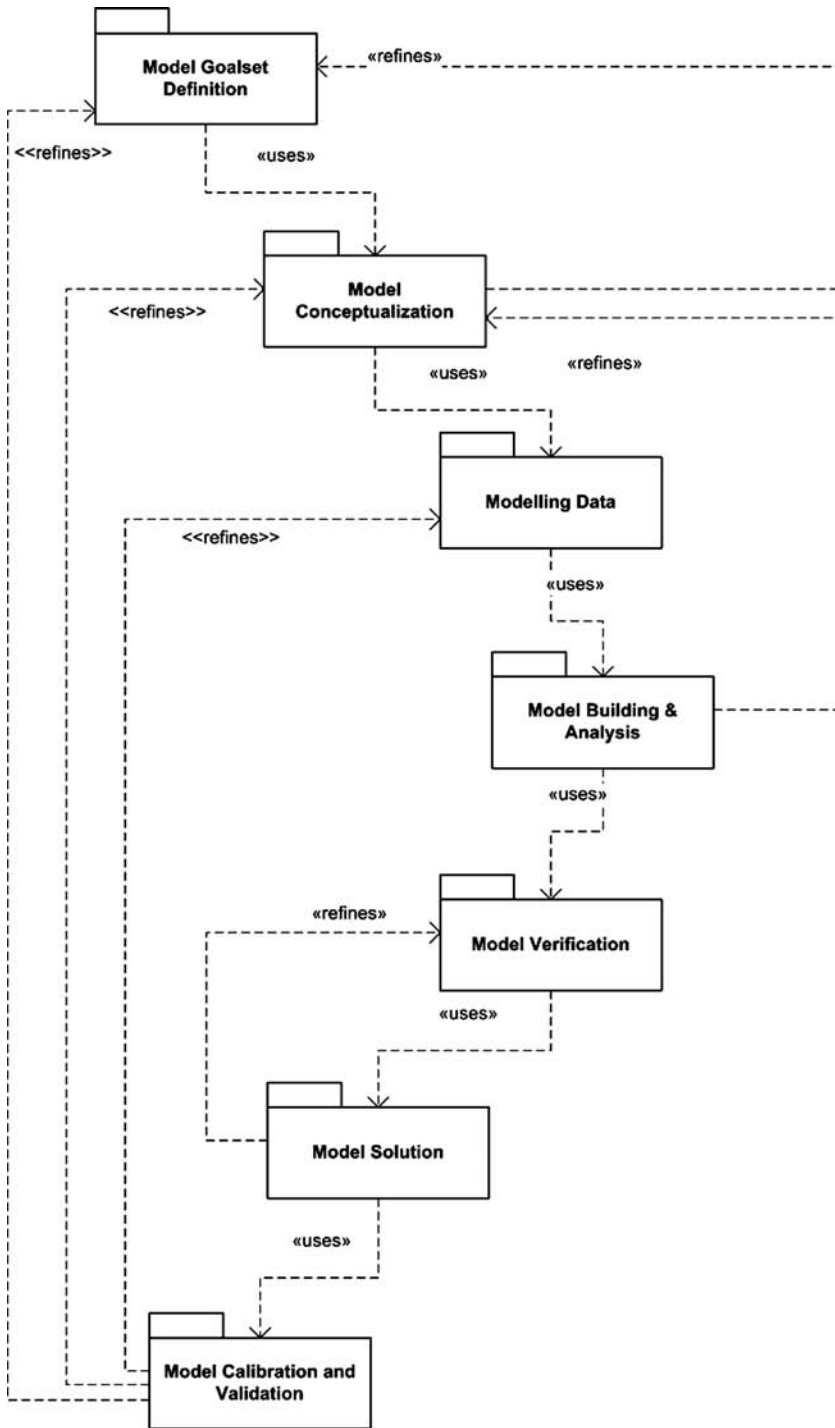 Model Goalset
Definition
«refines»
<<refines>>
«uses»
Model
Conceptualization
<<refines>>
«uses»
«refines»
Modelling Data
<<refines>>
«uses»
Model Building &
Analysis
«uses»
«refines»
Model Verification
«uses»
Model Solution
«uses»
Model Calibration and
Validation